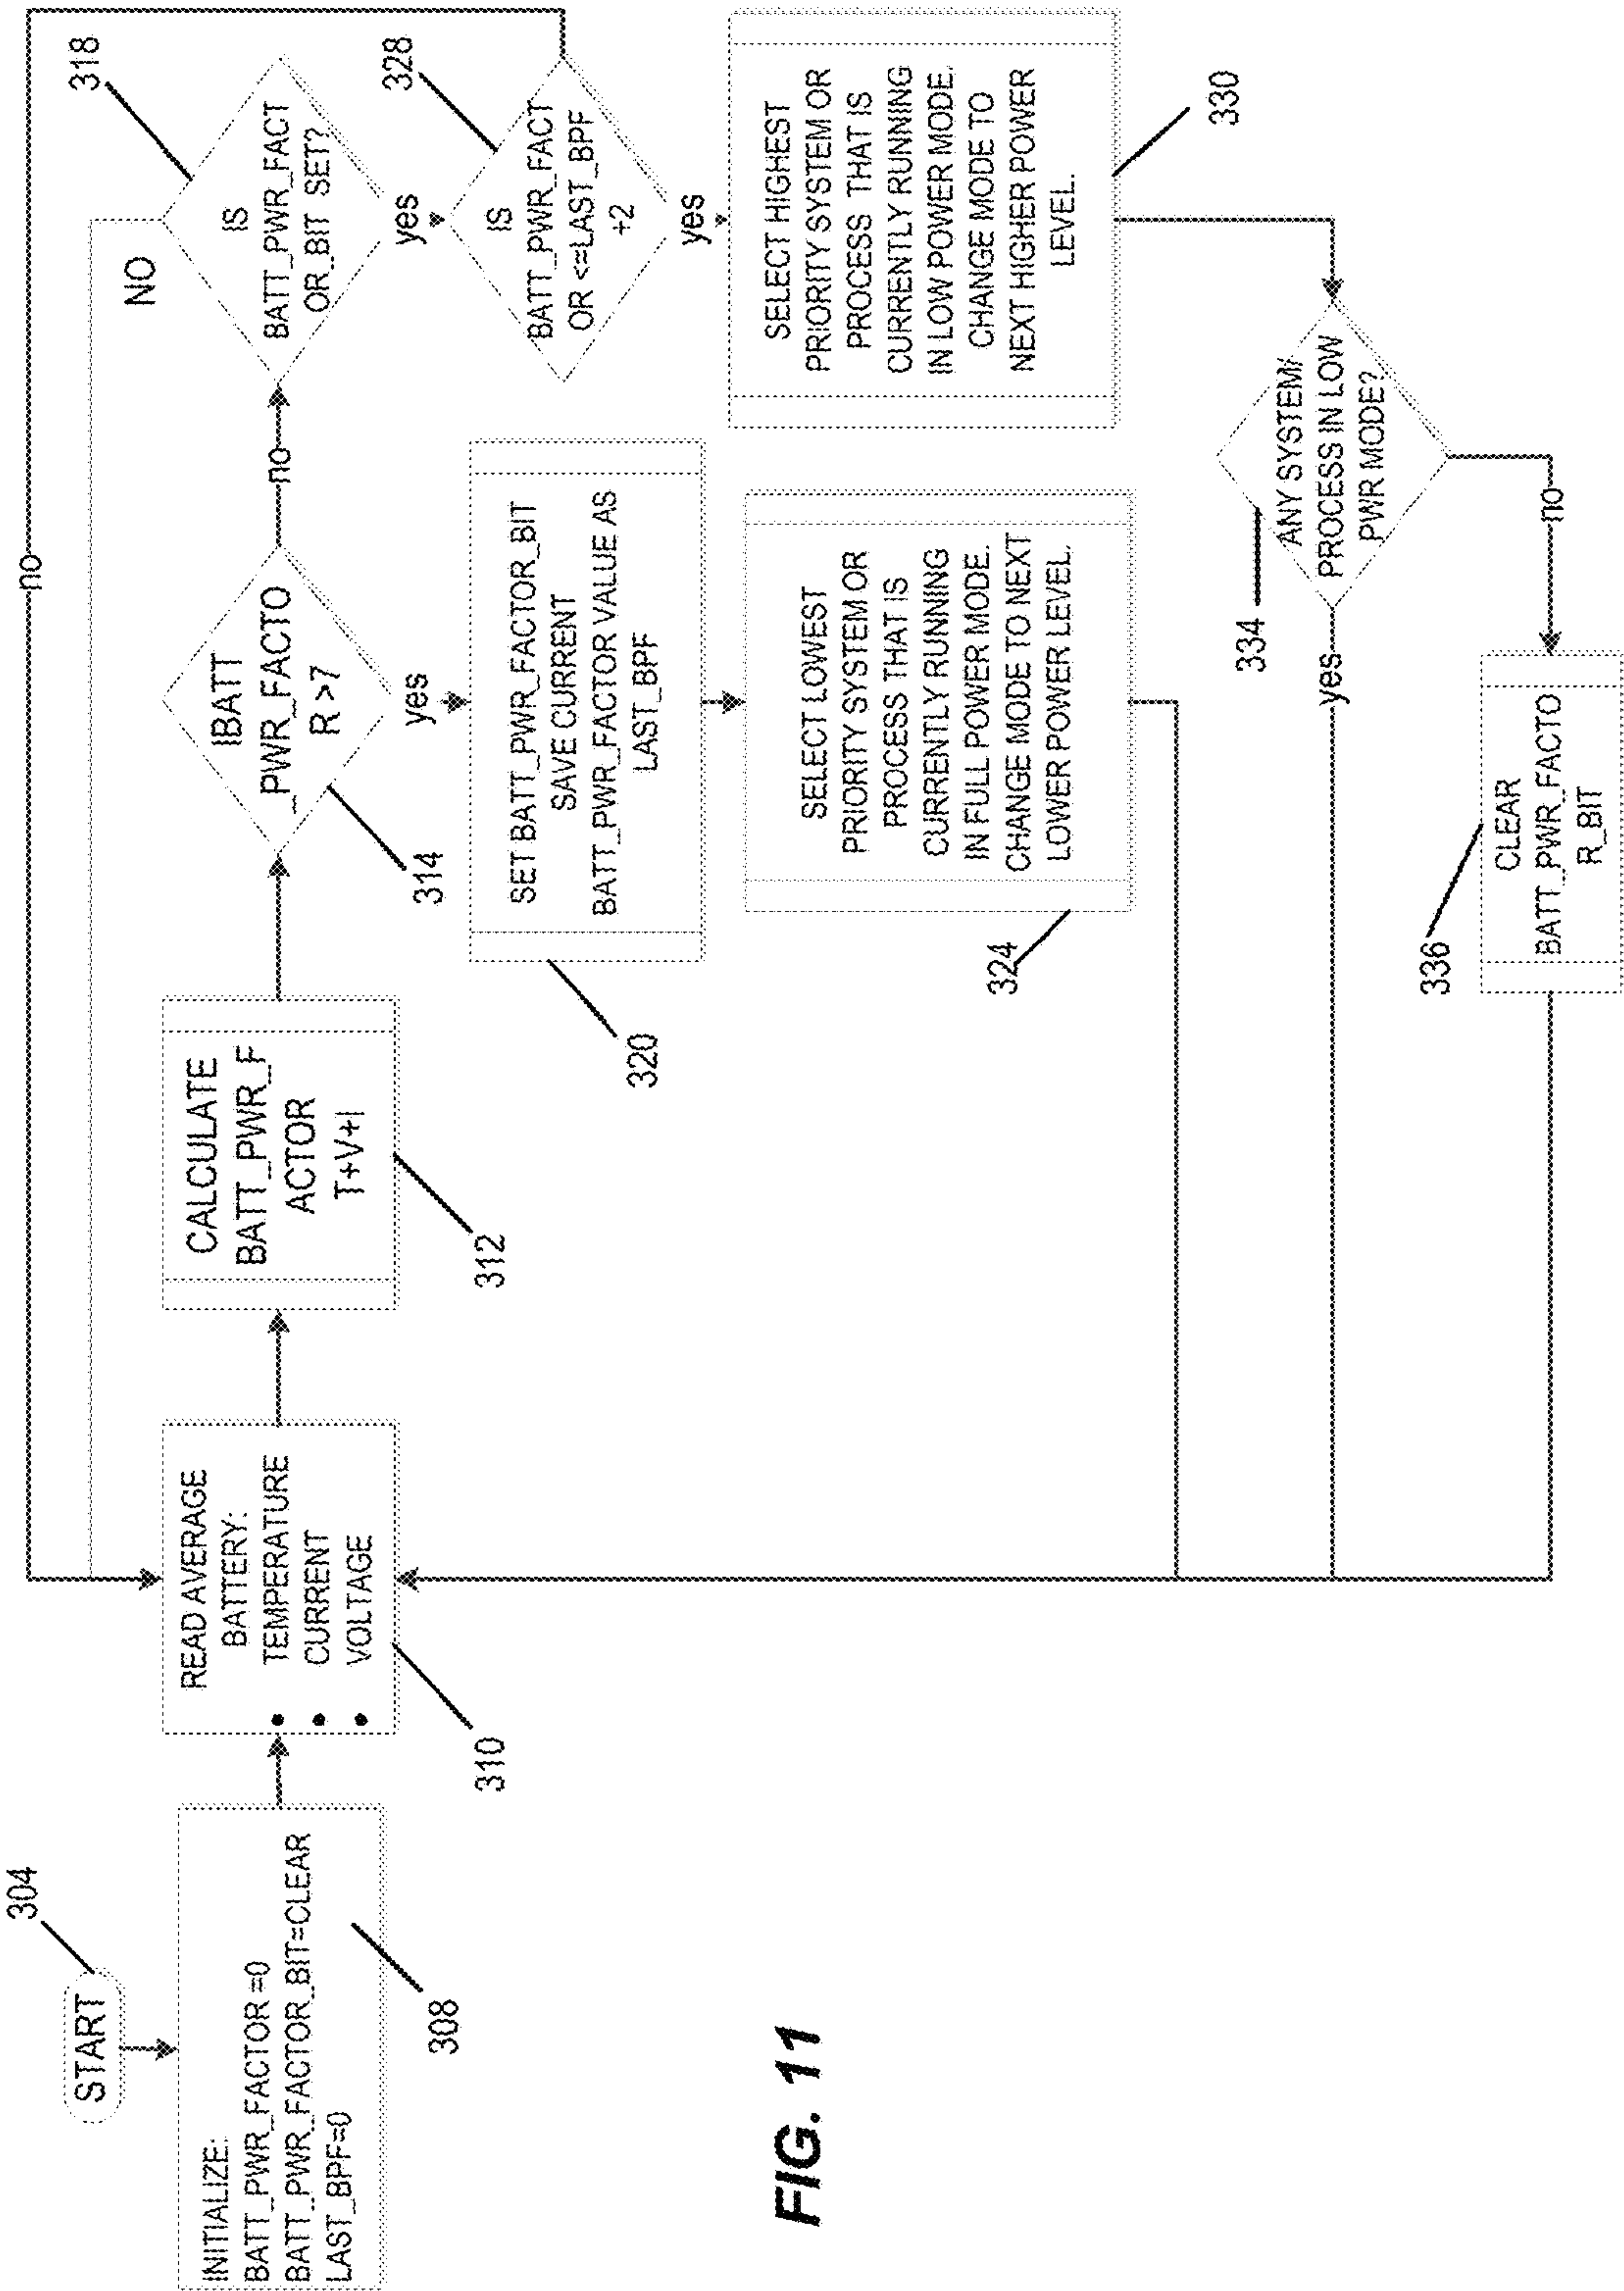 304
START
INITIALIZE:
BATT_PWR_FACTOR =0
BATT_PWR_FACTOR_BIT=CLEAR
LAST_BPF=0
308
READ AVERAGE
BATTERY:
• TEMPERATURE
• CURRENT
• VOLTAGE
310
CALCULATE
BATT_PWR_F
ACTOR
T+V+I
312
IBATT
_PWR_FACTO
R >7
314
no
yes
IS
BATT_PWR_FACT
OR_BIT SET?
318
NO
yes
SET BATT_PWR_FACTOR_BIT
SAVE CURRENT
BATT_PWR_FACTOR VALUE AS
LAST_BPF
320
SELECT LOWEST
PRIORITY SYSTEM OR
PROCESS THAT IS
CURRENTLY RUNNING
IN FULL POWER MODE.
CHANGE MODE TO NEXT
LOWER POWER LEVEL.
324
IS
BATT_PWR_FACT
OR <=LAST_BPF
+2
328
no
yes
SELECT HIGHEST
PRIORITY SYSTEM OR
PROCESS THAT IS
CURRENTLY RUNNING
IN LOW POWER MODE.
CHANGE MODE TO
NEXT HIGHER POWER
LEVEL.
330
ANY SYSTEM/
PROCESS IN LOW
PWR MODE?
334
yes
no
CLEAR
BATT_PWR_FACTO
R_BIT
336
FIG. 11